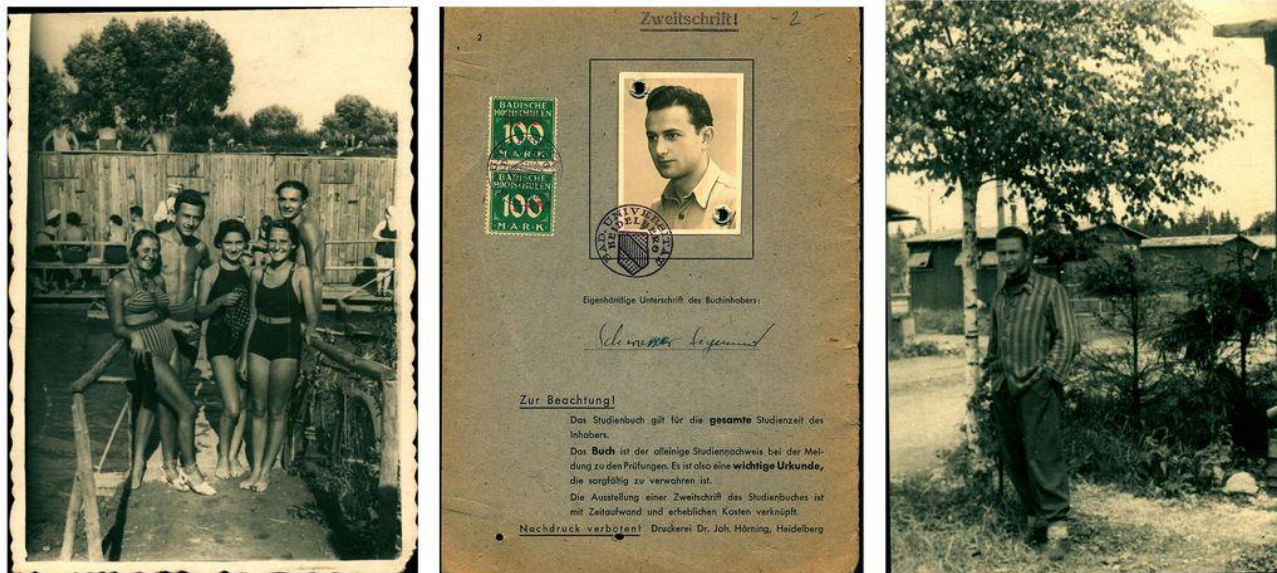 Zweitschrift! - 2 -
2
BADISCHE
HOCHSCHULEN
100
MARK
BADISCHE
HOCHSCHULEN
100
MARK
BAD. UNIVERSITÄT
HEIDELBERG
Eigenhändige Unterschrift des Buchinhabers:
Zur Beachtung!
Das Studienbuch gilt für die gesamte Studienzeit des
Inhabers.
Das Buch ist der alleinige Studiennachweis bei der Mel-
dung zu den Prüfungen. Es ist also eine wichtige Urkunde,
die sorgfältig zu verwahren ist.
Die Ausstellung einer Zweitschrift des Studienbuches ist
mit Zeitaufwand und erheblichen Kosten verknüpft.
Nachdruck verboten! Druckerei Dr. Joh. Hörning, Heidelberg